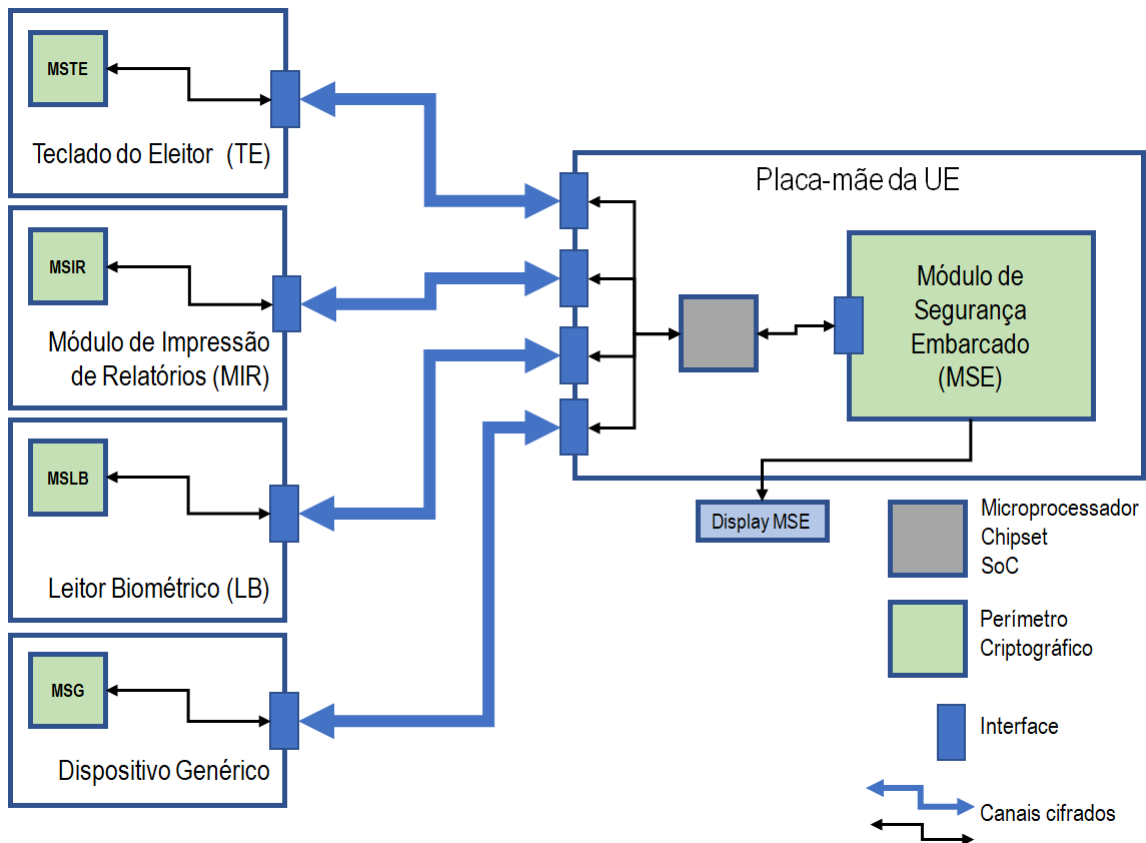 MSTE
Teclado do Eleitor (TE)
MSIR
Módulo de Impressão
de Relatórios (MIR)
MSLB
Leitor Biométrico (LB)
MSG
Dispositivo Genérico
Placa-mãe da UE
Módulo de
Segurança
Embarcado
(MSE)
Display MSE
Microprocessador
Chipset
SoC
Perímetro
Criptográfico
Interface
Canais cifrados